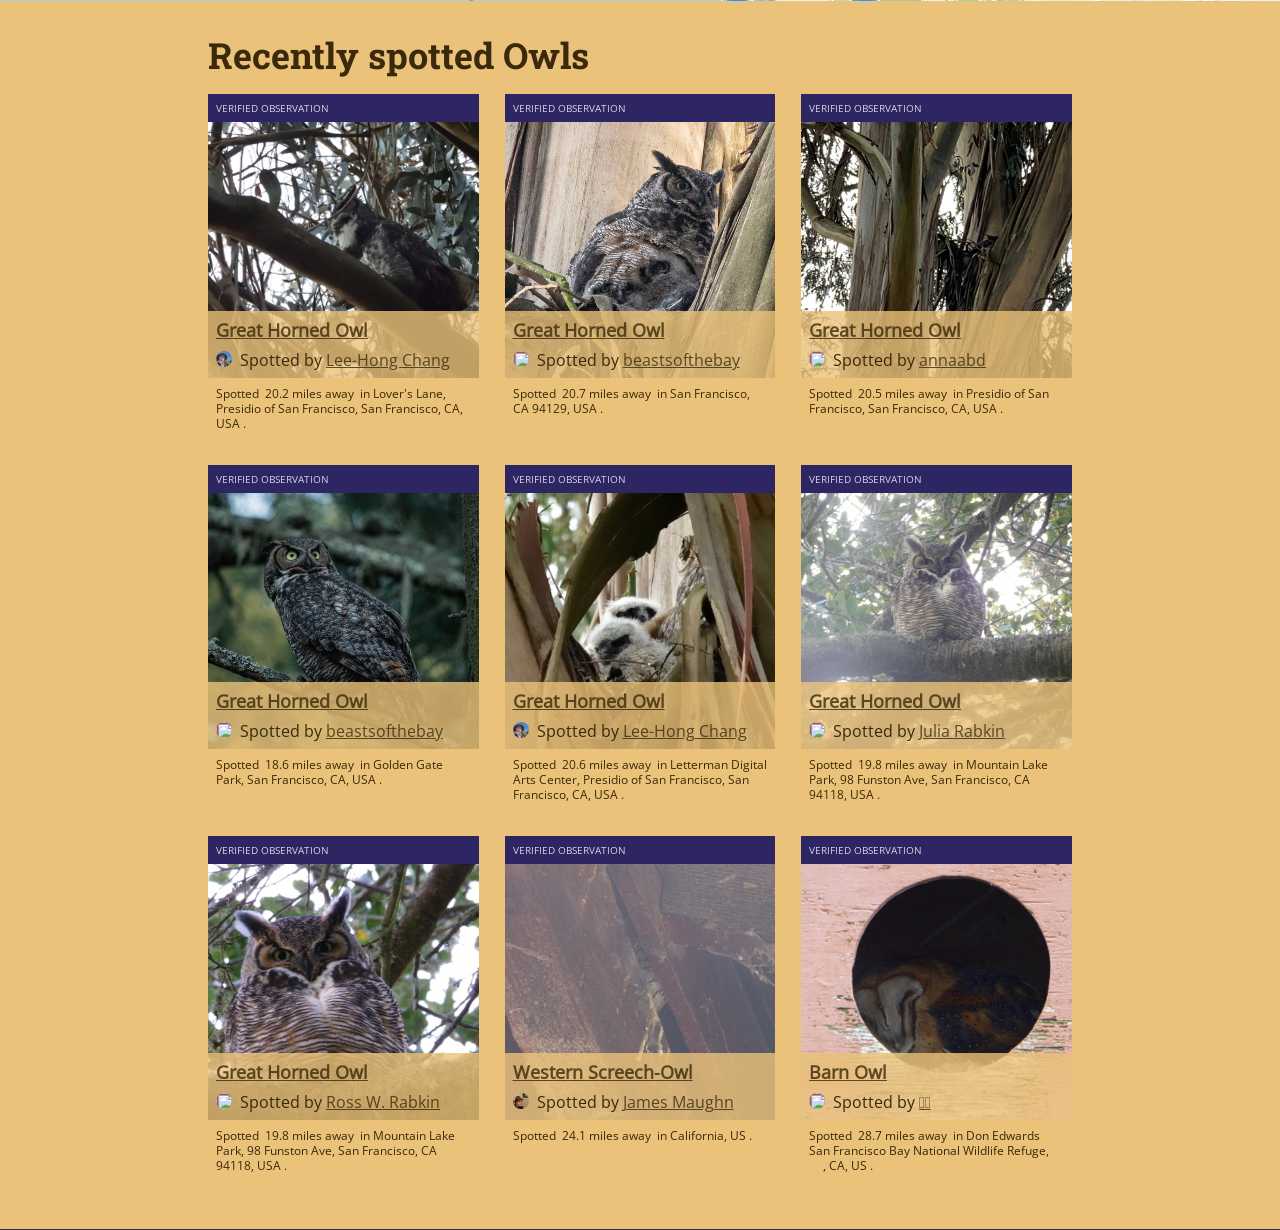 Recently spotted Owls
VERIFIED OBSERVATION
Great Horned Owl
Spotted by Lee-Hong Chang
Spotted 20.2 miles away in Lover's Lane,
Presidio of San Francisco, San Francisco, CA,
USA .
VERIFIED OBSERVATION
Great Horned Owl
Spotted by beastsofthebay
Spotted 20.7 miles away in San Francisco,
CA 94129, USA .
VERIFIED OBSERVATION
Great Horned Owl
Spotted by annaabd
Spotted 20.5 miles away in Presidio of San
Francisco, San Francisco, CA, USA .
VERIFIED OBSERVATION
Great Horned Owl
Spotted by beastsofthebay
Spotted 18.6 miles away in Golden Gate
Park, San Francisco, CA, USA .
VERIFIED OBSERVATION
Great Horned Owl
Spotted by Lee-Hong Chang
Spotted 20.6 miles away in Letterman Digital
Arts Center, Presidio of San Francisco, San
Francisco, CA, USA .
VERIFIED OBSERVATION
Great Horned Owl
Spotted by Julia Rabkin
Spotted 19.8 miles away in Mountain Lake
Park, 98 Funston Ave, San Francisco, CA
94118, USA .
VERIFIED OBSERVATION
Great Horned Owl
Spotted by Ross W. Rabkin
Spotted 19.8 miles away in Mountain Lake
Park, 98 Funston Ave, San Francisco, CA
94118, USA .
VERIFIED OBSERVATION
Western Screech-Owl
Spotted by James Maughn
Spotted 24.1 miles away in California, US .
VERIFIED OBSERVATION
Barn Owl
Spotted by
Spotted 28.7 miles away in Don Edwards
San Francisco Bay National Wildlife Refuge,
, CA, US .